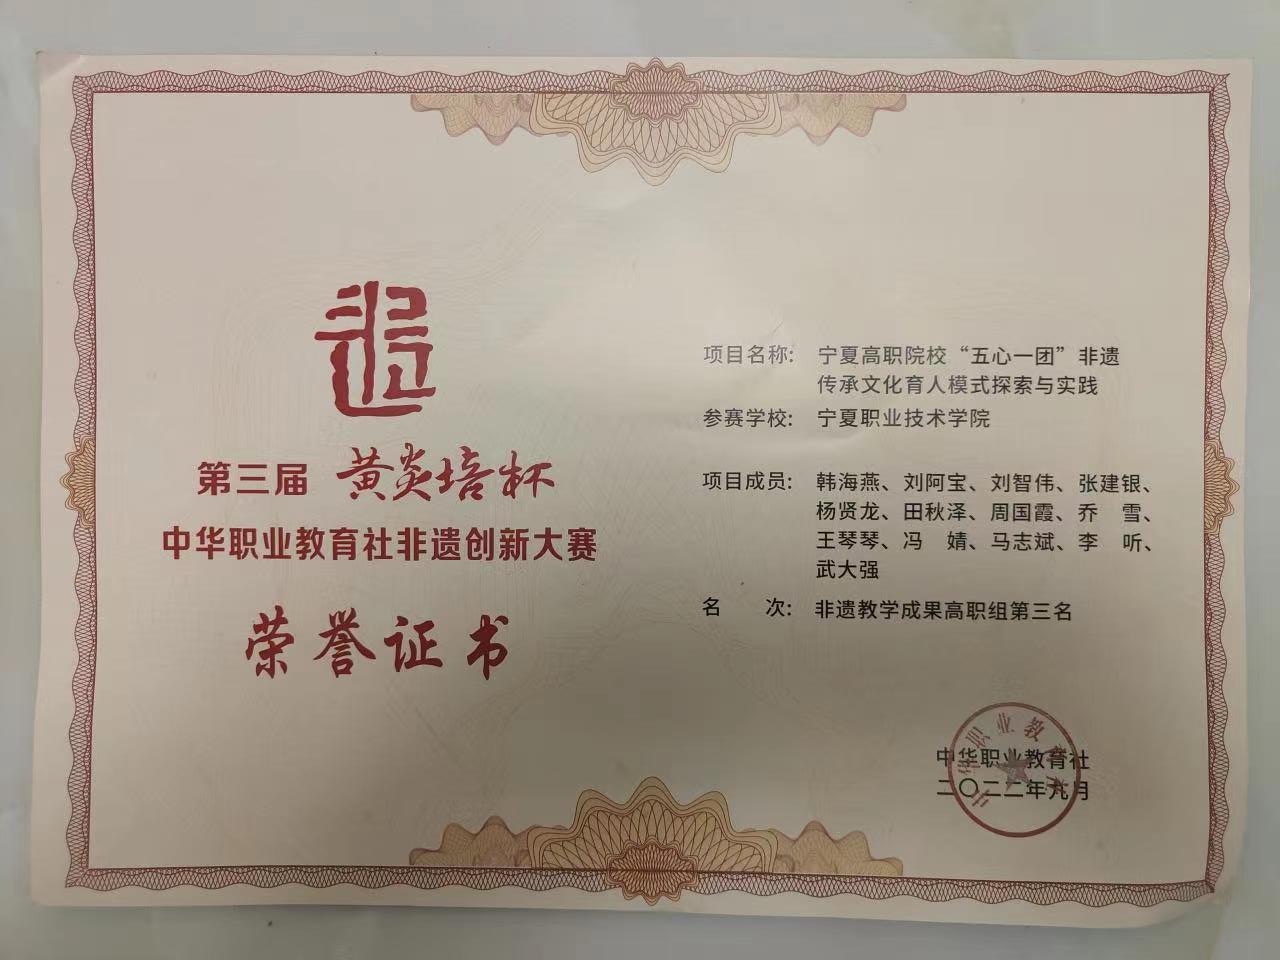 第三届 黄炎培杯
中华职业教育社非遗创新大赛
荣誉证书
项目名称: 宁夏高职院校“五心一团”非遗
传承文化育人模式探索与实践
参赛学校: 宁夏职业技术学院
项目成员: 韩海燕、刘阿宝、刘智伟、张建银、
杨贤龙、田秋泽、周国霞、乔　雪、
王琴琴、冯　婧、马志斌、李　听、
武大强
名　　次: 非遗教学成果高职组第三名
中华职业教育社
二〇二二年九月
中华职业教育社